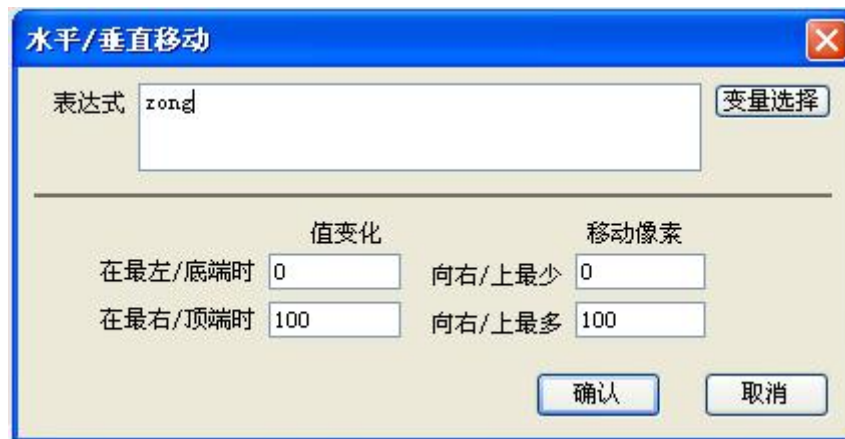 水平/垂直移动
表达式 zong 变量选择
值变化 移动像素
在最左/底端时 0 向右/上最少 0
在最右/顶端时 100 向右/上最多 100
确认 取消